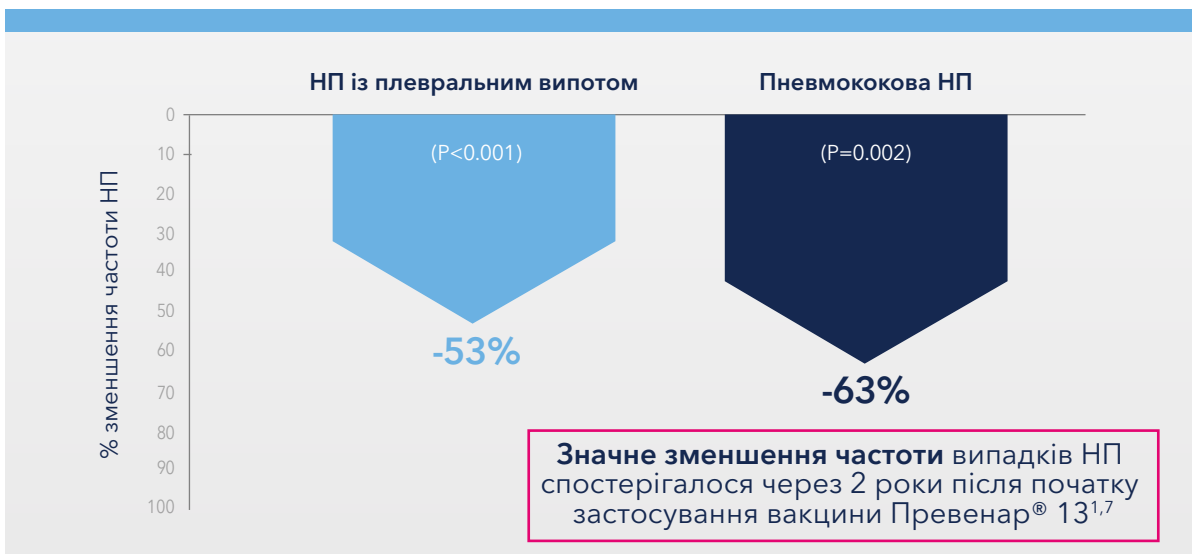 НП із плевральним випотом
Пневмококова НП
% зменшення частоти НП
0
10
20
30
40
50
60
70
80
90
100
(P<0.001)
(P=0.002)
-53%
-63%
Значне зменшення частоти випадків НП
спостерігалося через 2 роки після початку
застосування вакцини Превенар® 13¹,⁷